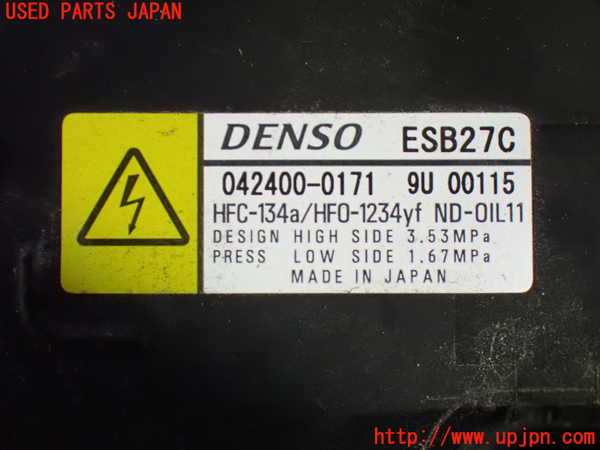 USED PARTS JAPAN
DENSO ESB27C
042400-0171 9U 00115
HFC-134a/HFO-1234yf ND-OIL11
DESIGN HIGH SIDE 3.53MPa
PRESS LOW SIDE 1.67MPa
MADE IN JAPAN
http://www.upjpn.com/